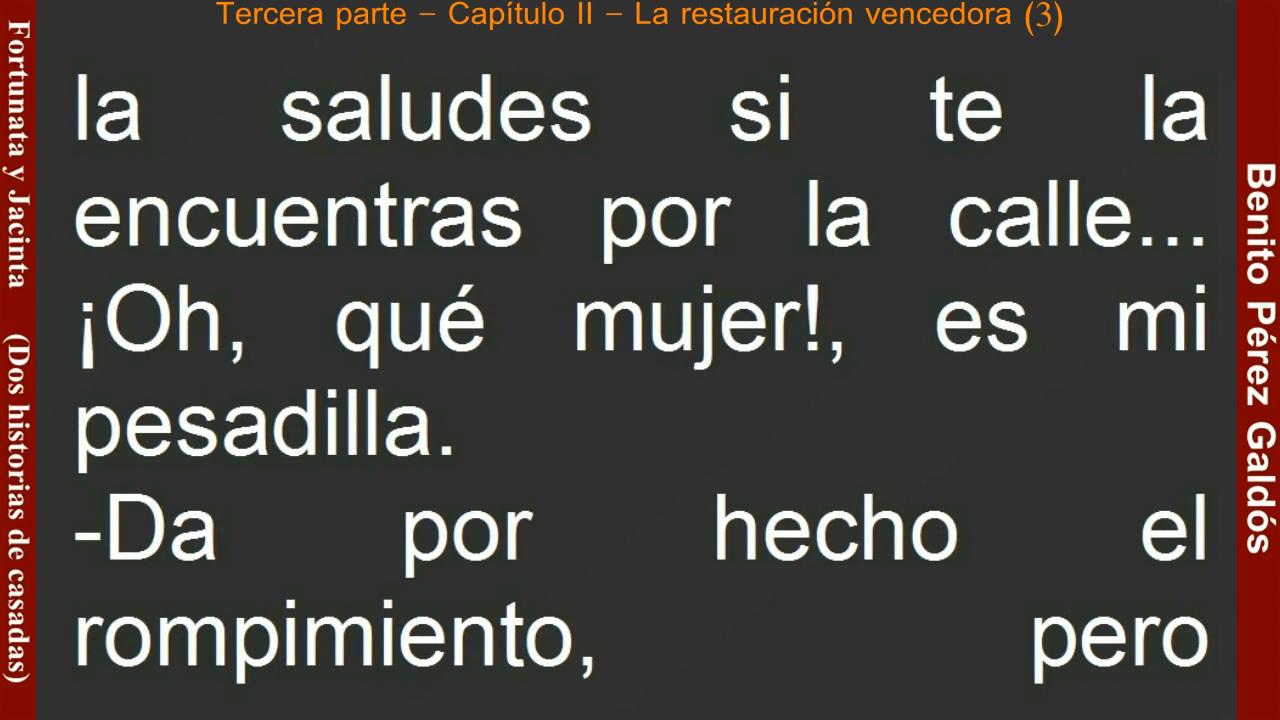 Tercera parte – Capítulo II – La restauración vencedora (3)
Fortunata y Jacinta (Dos historias de casadas)
la saludes si te la
encuentras por la calle...
¡Oh, qué mujer!, es mi
pesadilla.
-Da por hecho el
rompimiento, pero
Benito Pérez Galdós